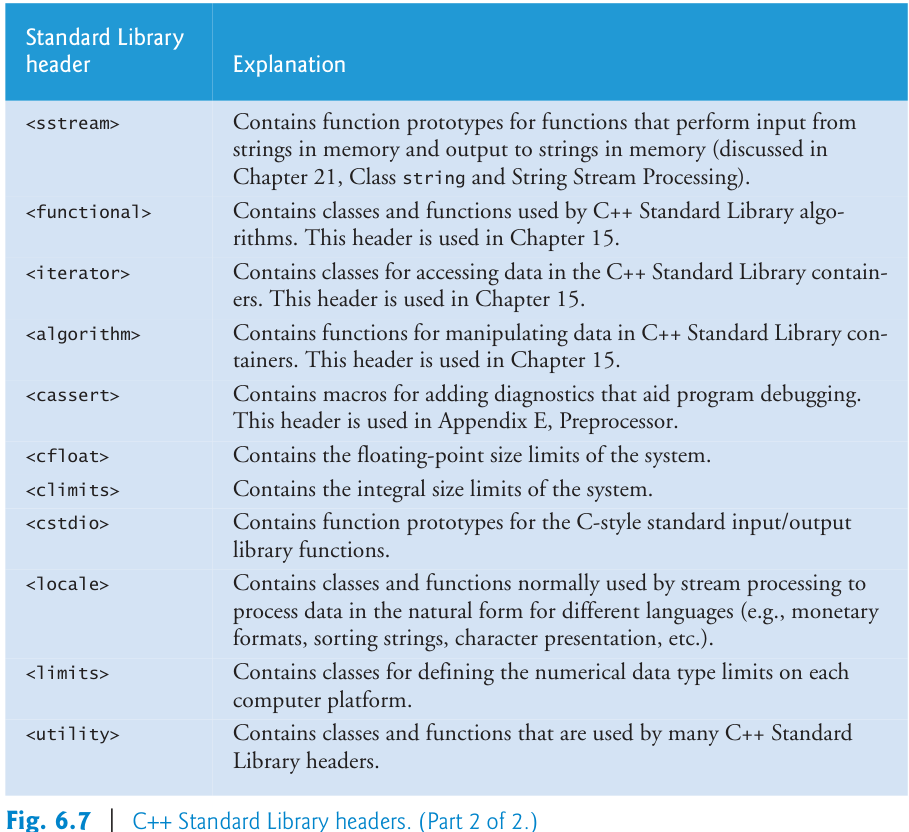 Standard Library
header
Explanation
<sstream>
Contains function prototypes for functions that perform input from
strings in memory and output to strings in memory (discussed in
Chapter 21, Class string and String Stream Processing).
<functional>
Contains classes and functions used by C++ Standard Library algo-
rithms. This header is used in Chapter 15.
<iterator>
Contains classes for accessing data in the C++ Standard Library contain-
ers. This header is used in Chapter 15.
<algorithm>
Contains functions for manipulating data in C++ Standard Library con-
tainers. This header is used in Chapter 15.
<cassert>
Contains macros for adding diagnostics that aid program debugging.
This header is used in Appendix E, Preprocessor.
<cfloat>
Contains the floating-point size limits of the system.
<climits>
Contains the integral size limits of the system.
<cstdio>
Contains function prototypes for the C-style standard input/output
library functions.
<locale>
Contains classes and functions normally used by stream processing to
process data in the natural form for different languages (e.g., monetary
formats, sorting strings, character presentation, etc.).
<limits>
Contains classes for defining the numerical data type limits on each
computer platform.
<utility>
Contains classes and functions that are used by many C++ Standard
Library headers.
Fig. 6.7 | C++ Standard Library headers. (Part 2 of 2.)